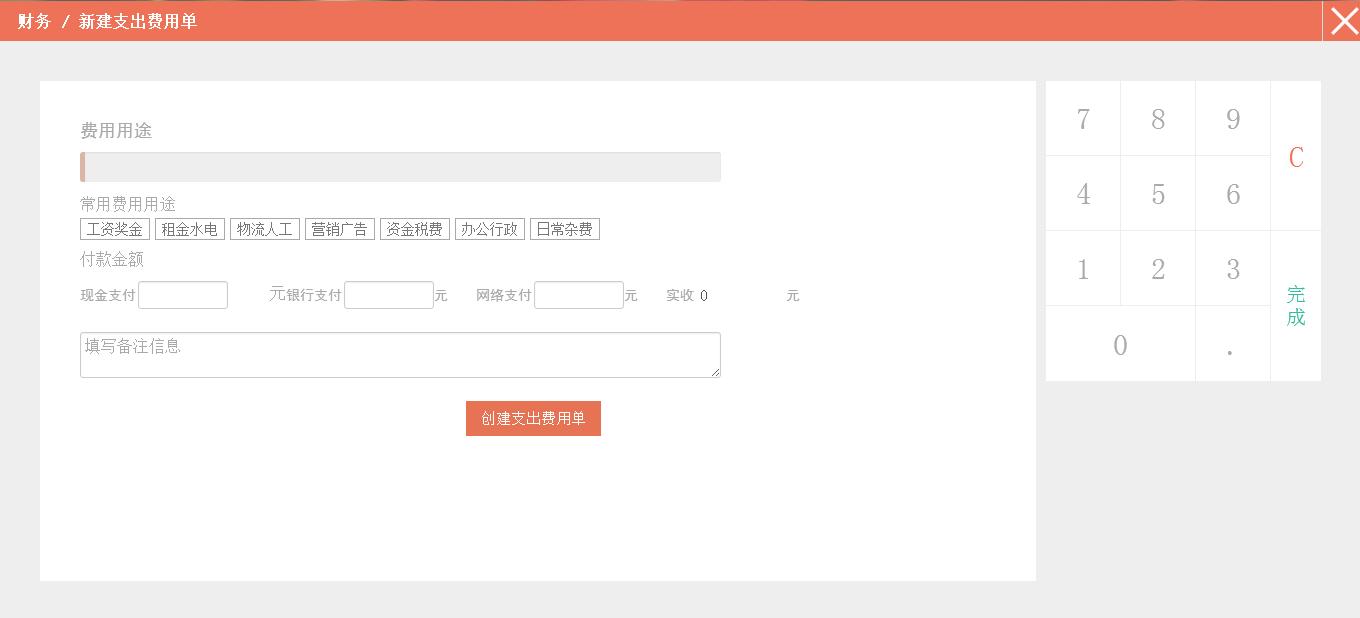 财务 / 新建支出费用单
费用用途
常用费用用途
工资奖金 租金水电 物流人工 营销广告 资金税费 办公行政 日常杂费
付款金额
现金支付 元银行支付 元 网络支付 元 实收 0 元
填写备注信息
创建支出费用单
7 8 9
C
4 5 6
1 2 3
完
成
0 .